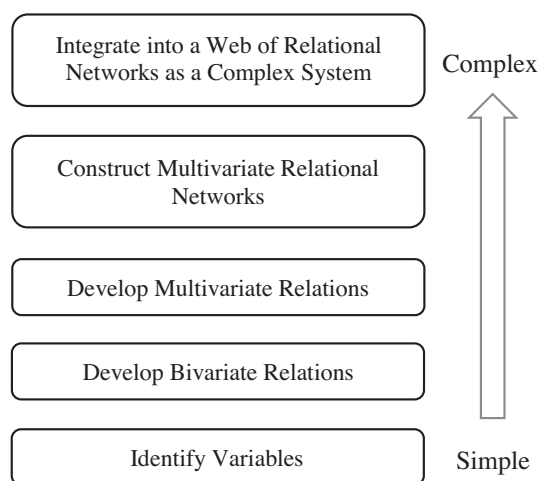 Integrate into a Web of Relational
Networks as a Complex System
Complex
Construct Multivariate Relational
Networks
Develop Multivariate Relations
Develop Bivariate Relations
Identify Variables
Simple